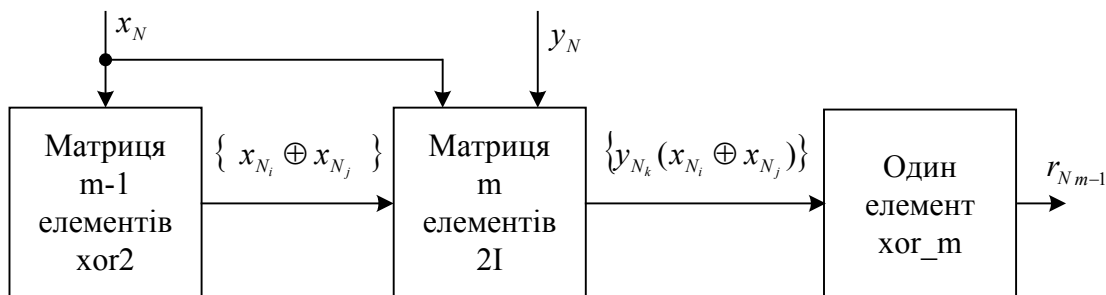 x_N
y_N
Матриця
m-1
елементів
xor2
{ x_{N_i} ⊕ x_{N_j} }
Матриця
m
елементів
2І
{y_{N_k}(x_{N_i} ⊕ x_{N_j})}
Один
елемент
xor_m
r_{N m-1}